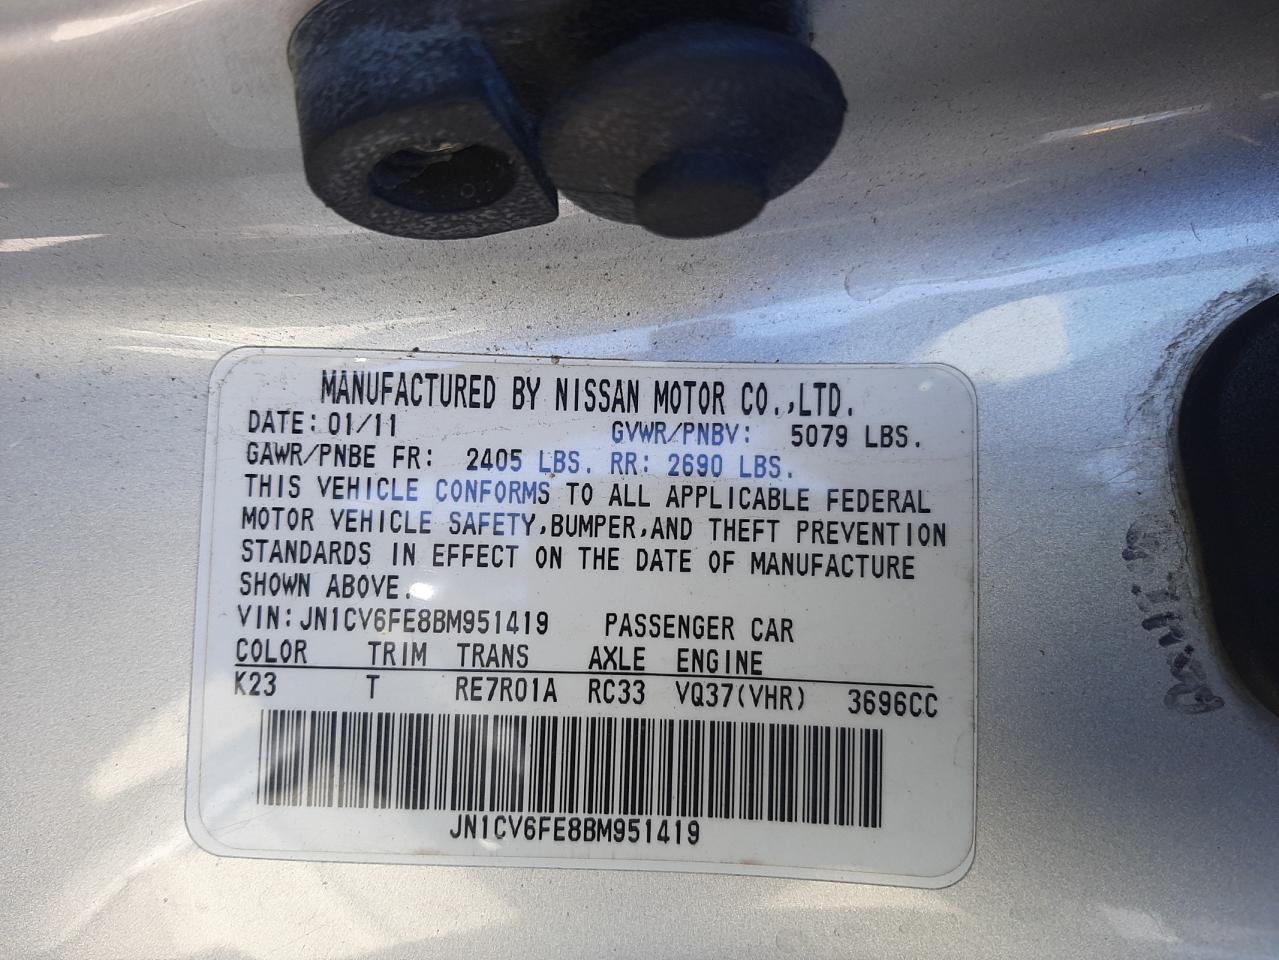 MANUFACTURED BY NISSAN MOTOR CO.,LTD.
DATE: 01/11 GVWR/PNBV: 5079 LBS.
GAWR/PNBE FR: 2405 LBS. RR: 2690 LBS.
THIS VEHICLE CONFORMS TO ALL APPLICABLE FEDERAL
MOTOR VEHICLE SAFETY,BUMPER,AND THEFT PREVENTION
STANDARDS IN EFFECT ON THE DATE OF MANUFACTURE
SHOWN ABOVE.
VIN:JN1CV6FE8BM951419 PASSENGER CAR
COLOR TRIM TRANS AXLE ENGINE
K23 T RE7R01A RC33 VQ37(VHR) 3696CC
JN1CV6FE8BM951419